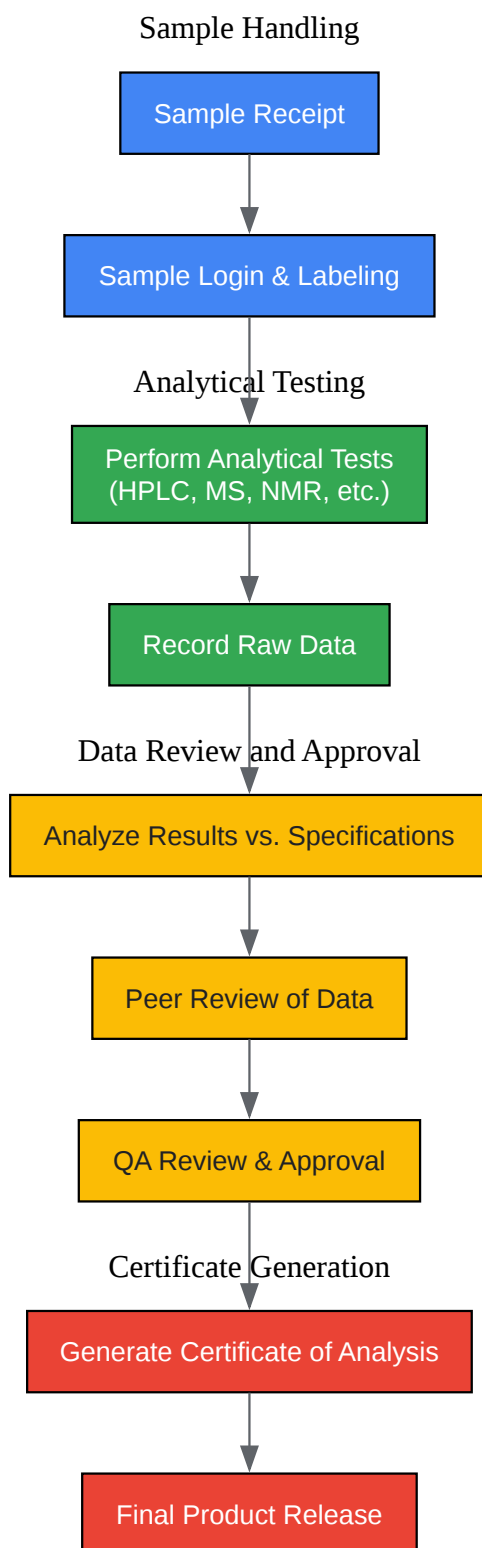 Sample Handling
Sample Receipt
Sample Login & Labeling
Analytical Testing
Perform Analytical Tests
(HPLC, MS, NMR, etc.)
Record Raw Data
Data Review and Approval
Analyze Results vs. Specifications
Peer Review of Data
QA Review & Approval
Certificate Generation
Generate Certificate of Analysis
Final Product Release